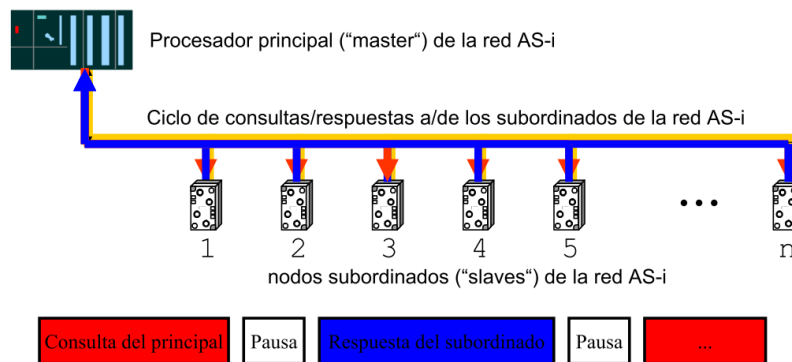 Procesador principal (“master“) de la red AS-i
Ciclo de consultas/respuestas a/de los subordinados de la red AS-i
1 2 3 4 5 ... n
nodos subordinados (“slaves“) de la red AS-i
Consulta del principal Pausa Respuesta del subordinado Pausa ...